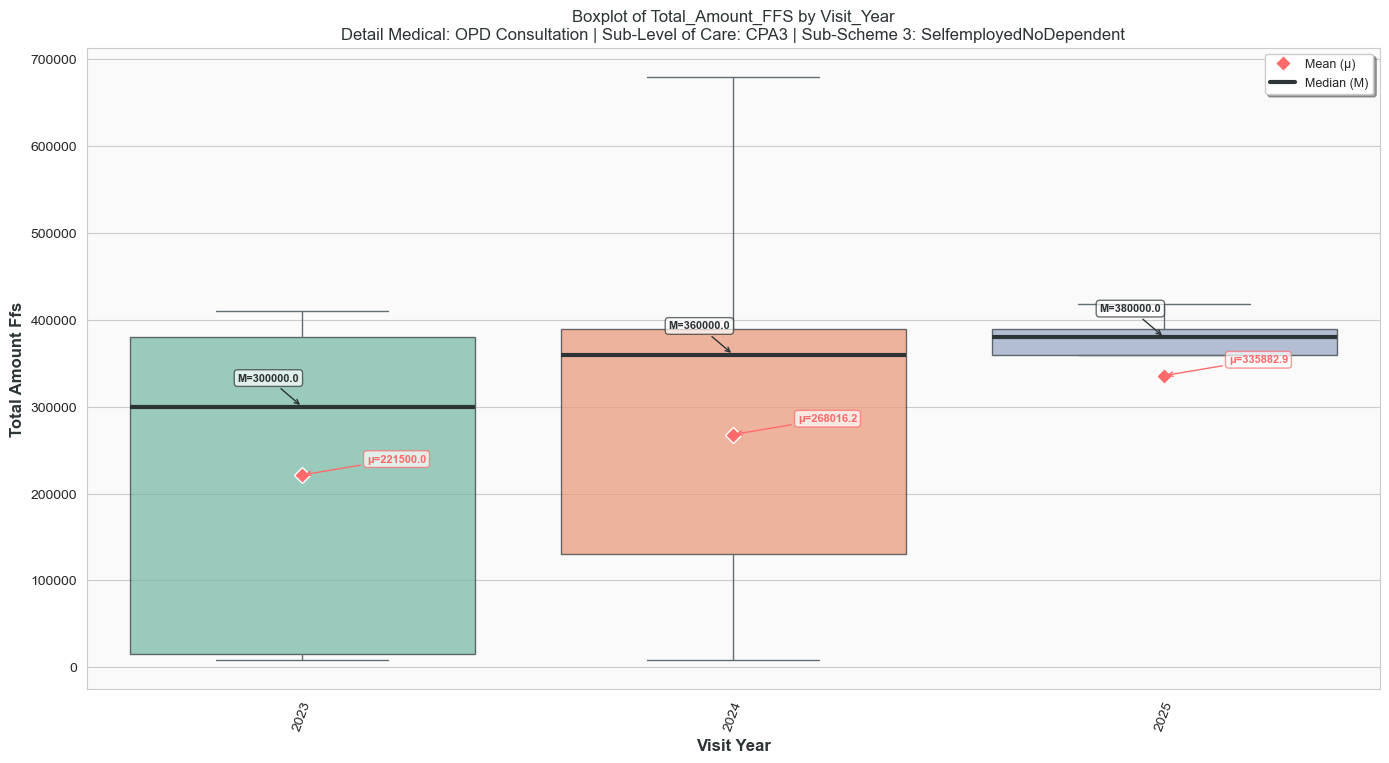 Boxplot of Total_Amount_FFS by Visit_Year
Detail Medical: OPD Consultation | Sub-Level of Care: CPA3 | Sub-Scheme 3: SelfemployedNoDependent
Mean (μ)
Median (M)
Total Amount Ffs
700000
600000
500000
400000
300000
200000
100000
0
M=300000.0
μ=221500.0
M=360000.0
μ=268016.2
M=380000.0
μ=335882.9
2023
2024
2025
Visit Year